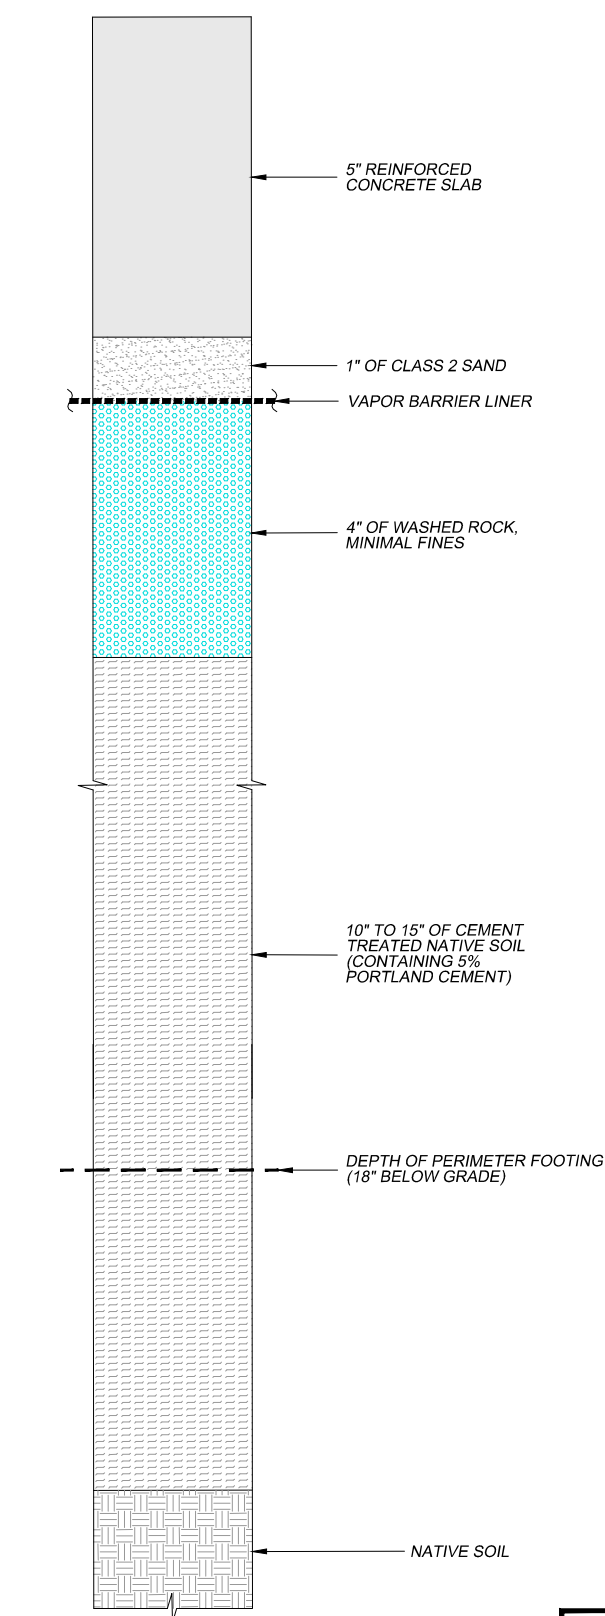 5" REINFORCED
CONCRETE SLAB
1" OF CLASS 2 SAND
VAPOR BARRIER LINER
4" OF WASHED ROCK,
MINIMAL FINES
10" TO 15" OF CEMENT
TREATED NATIVE SOIL
(CONTAINING 5%
PORTLAND CEMENT)
DEPTH OF PERIMETER FOOTING
(18" BELOW GRADE)
NATIVE SOIL